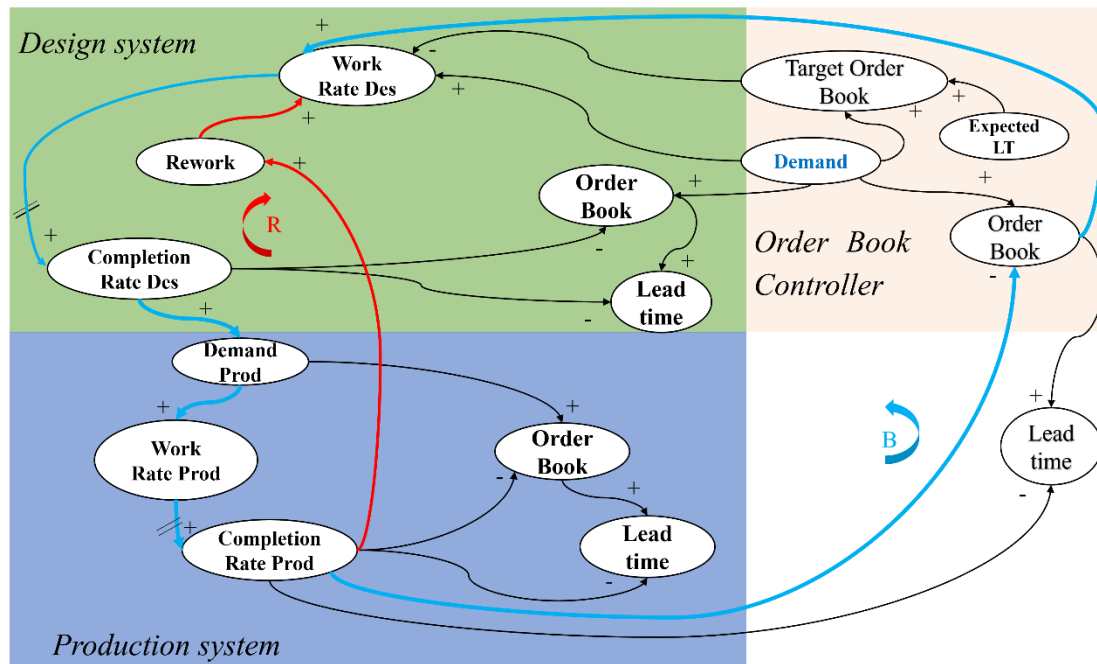 Design system
+
Work
Rate Des
-
+
+
Rework
+
R
Target Order
Book
+
+
Expected
LT
Demand
+
+
Order
Book
-
Order
Book
-
Order Book
Controller
+
Completion
Rate Des
+
Lead
time
-
+
Demand
Prod
+
Work
Rate Prod
+
Order
Book
-
+
B
+
Lead
time
-
+
Completion
Rate Prod
Lead
time
-
Production system